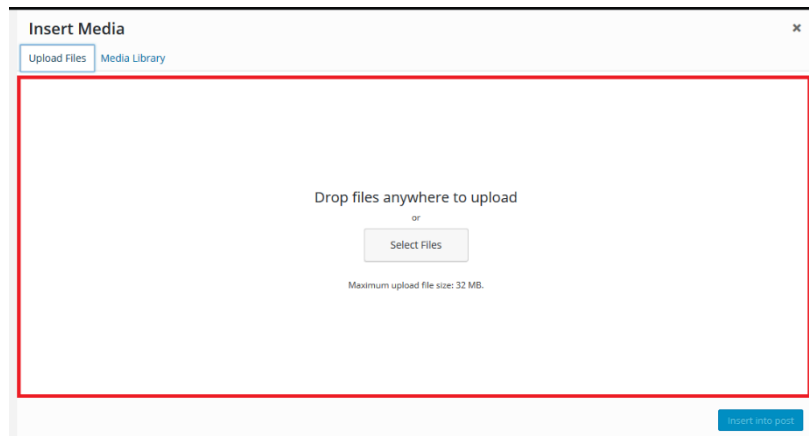 Insert Media
Upload Files Media Library
Drop files anywhere to upload
or
Select Files
Maximum upload file size: 32 MB.
Insert into post